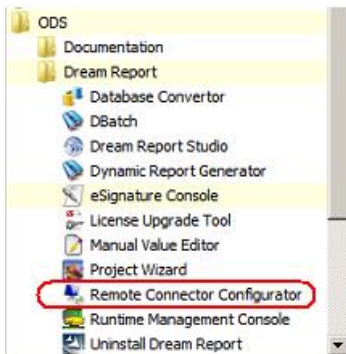 ODS
Documentation
Dream Report
Database Convertor
DBatch
Dream Report Studio
Dynamic Report Generator
eSignature Console
License Upgrade Tool
Manual Value Editor
Project Wizard
Remote Connector Configurator
Runtime Management Console
Uninstall Dream Report